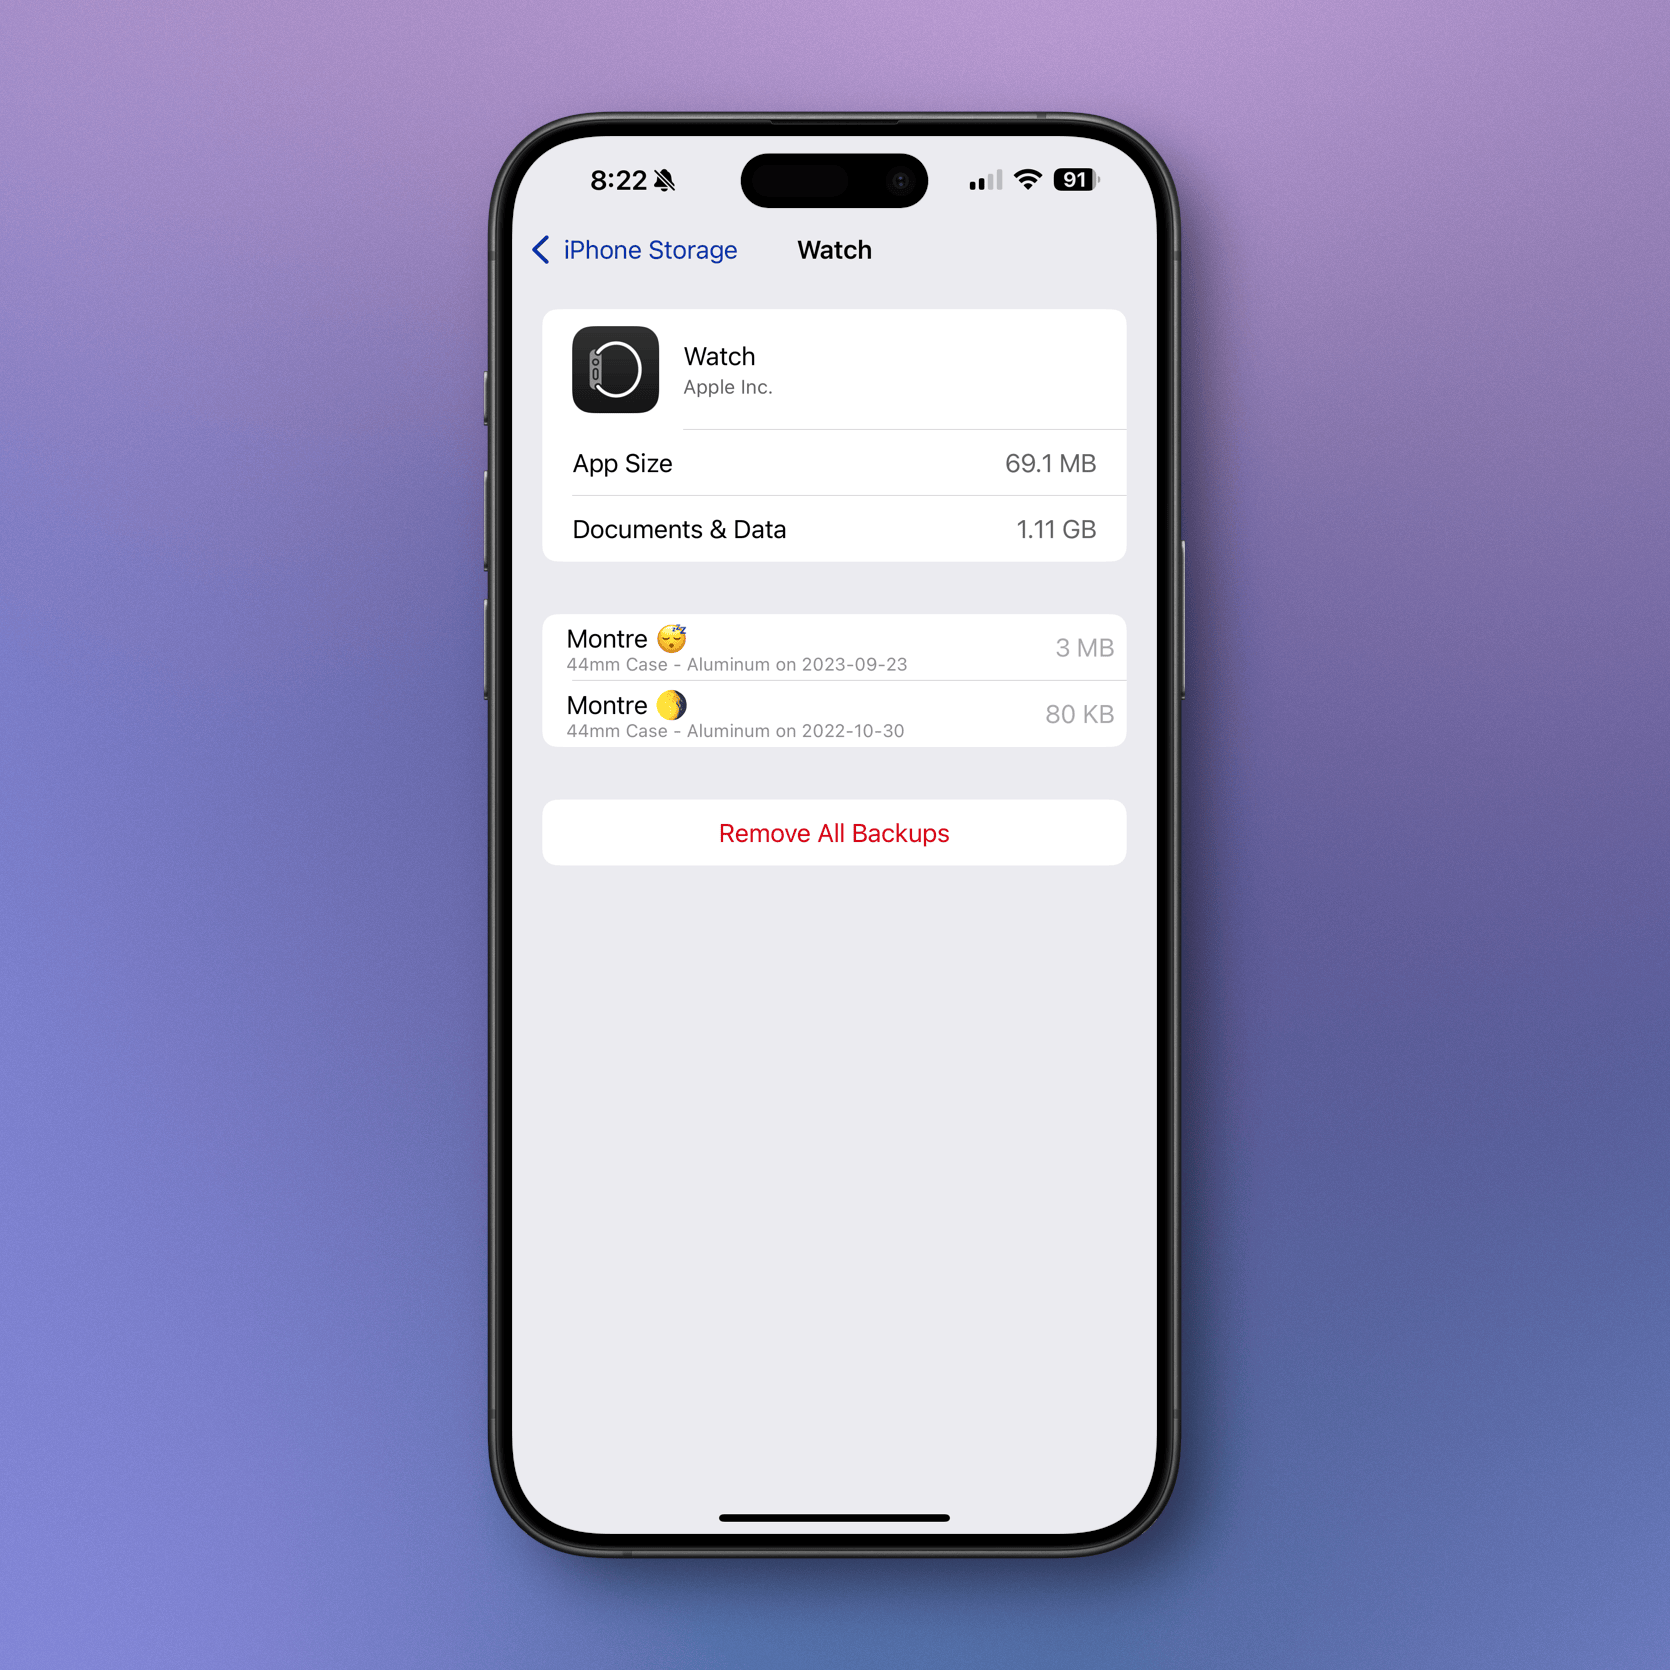 8:22
91
iPhone Storage
Watch
Watch
Apple Inc.
App Size
69.1 MB
Documents & Data
1.11 GB
Montre 😴
3 MB
44mm Case - Aluminum on 2023-09-23
Montre 🌖
80 KB
44mm Case - Aluminum on 2022-10-30
Remove All Backups